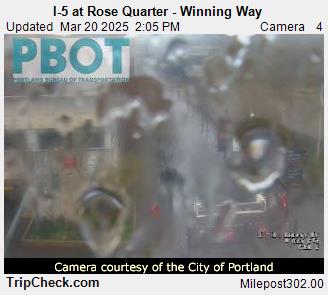 I-5 at Rose Quarter - Winning Way
Updated Mar 20 2025 2:05 PM Camera 4
PBOT
PORTLAND BUREAU OF TRANSPORTATION
Camera courtesy of the City of Portland
TripCheck.com Milepost302.00